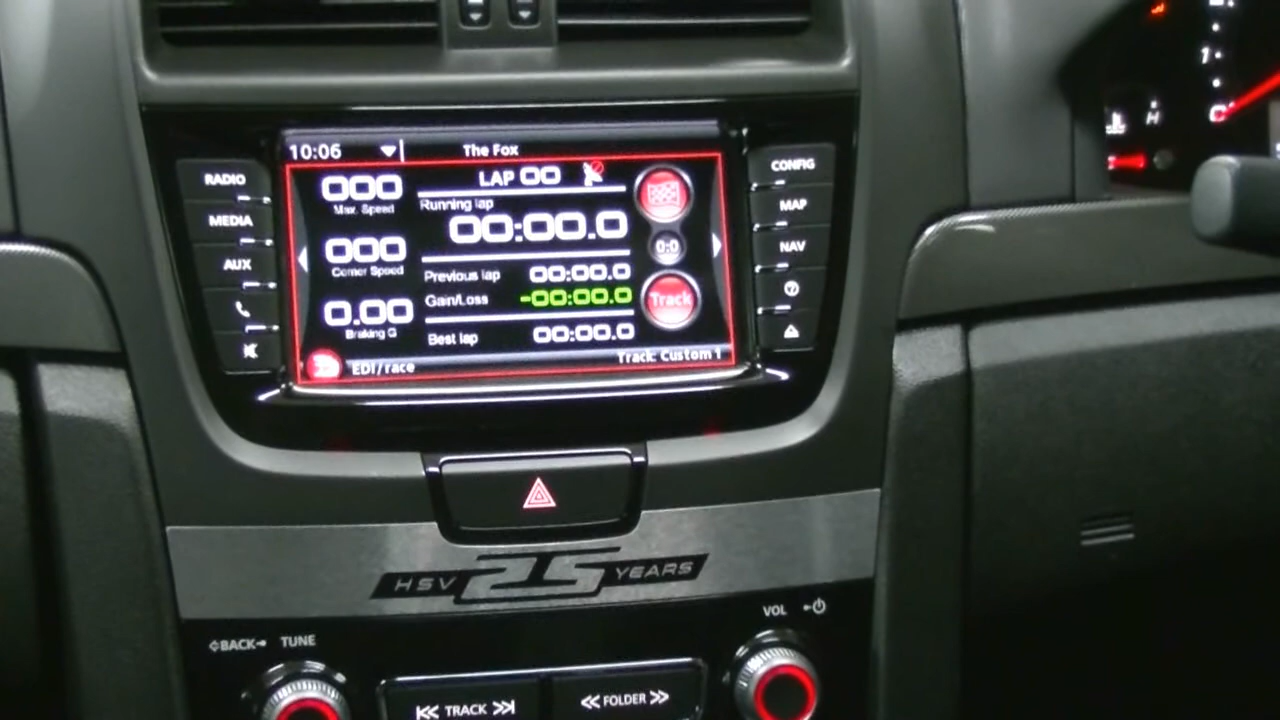 10:06 The Fox
RADIO
MEDIA
AUX
000
Max. Speed
000
Corner Speed
0.00
Braking G
LAP 00
Running lap
00:00.0
Previous lap 00:00.0
Gain/Loss -00:00.0
Best lap 00:00.0
0:0
Track
EDI/race
Track: Custom 1
CONFIG
MAP
NAV
?
1
0
H
HSV 25 YEARS
BACK TUNE
VOL
TRACK
FOLDER